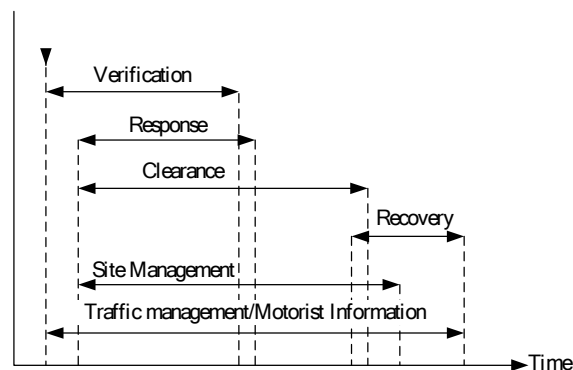 Verification
Response
Clearance
Recovery
Site Management
Traffic management/Motorist Information
Time